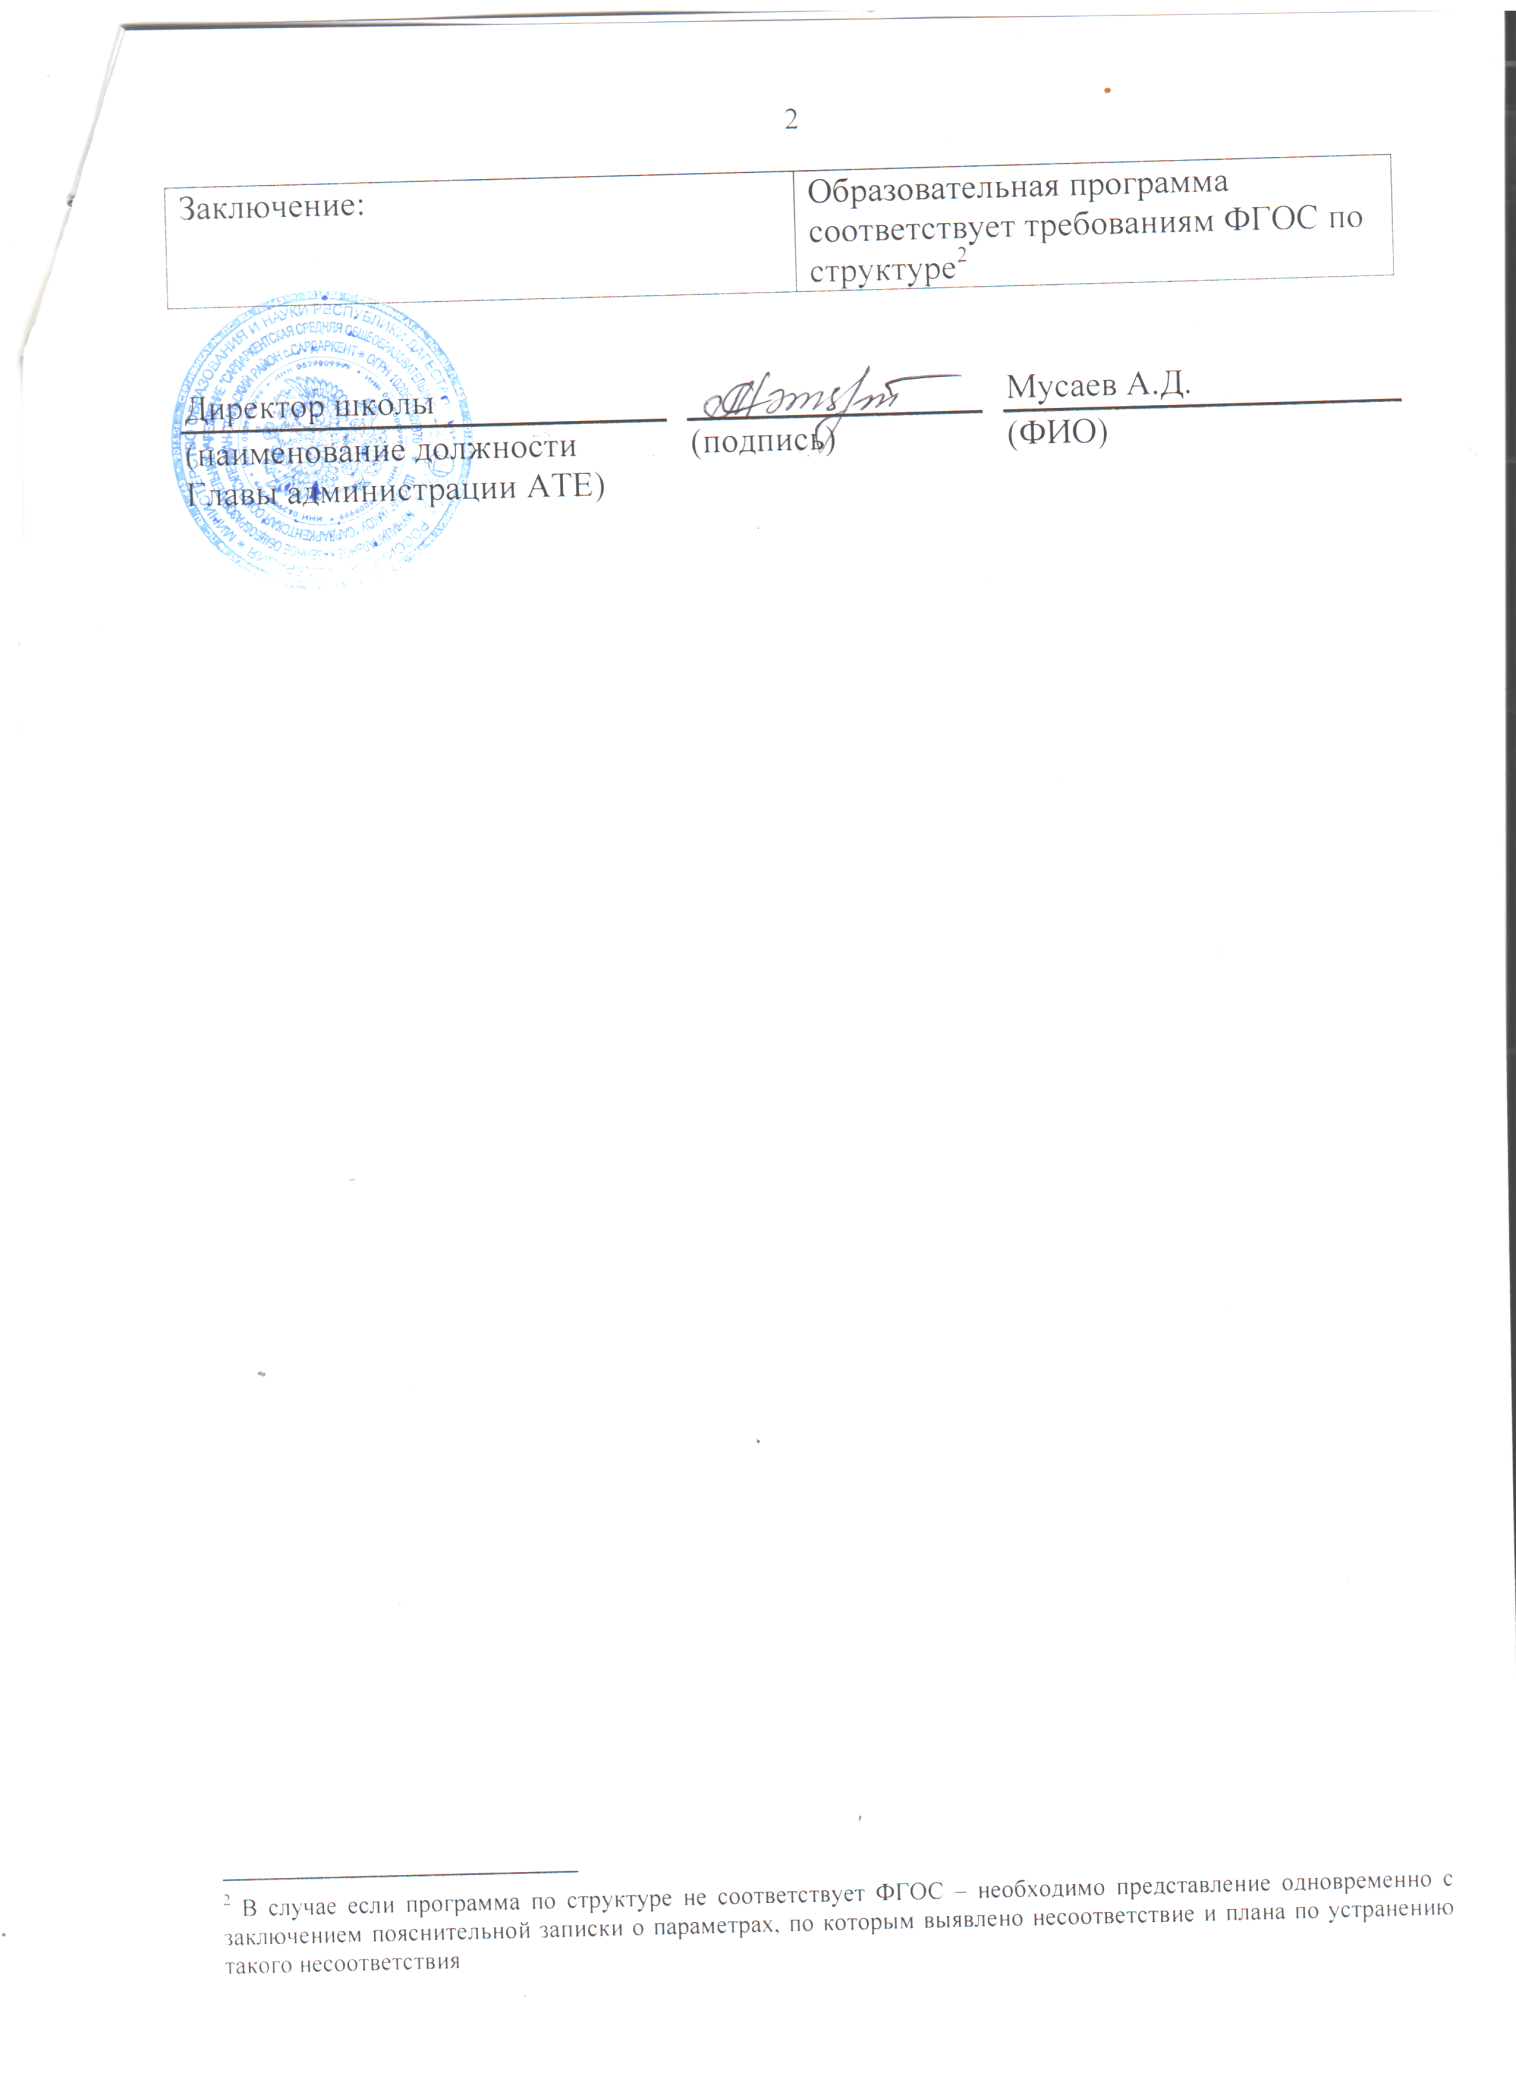 2
Заключение:
Образовательная программа
соответствует требованиям ФГОС по
структуре2
Директор школы
(наименование должности
Главы администрации АТЕ)
(подпись)
Мусаев А.Д.
(ФИО)
2 В случае если программа по структуре не соответствует ФГОС – необходимо представление одновременно с
заключением пояснительной записки о параметрах, по которым выявлено несоответствие и плана по устранению
такого несоответствия